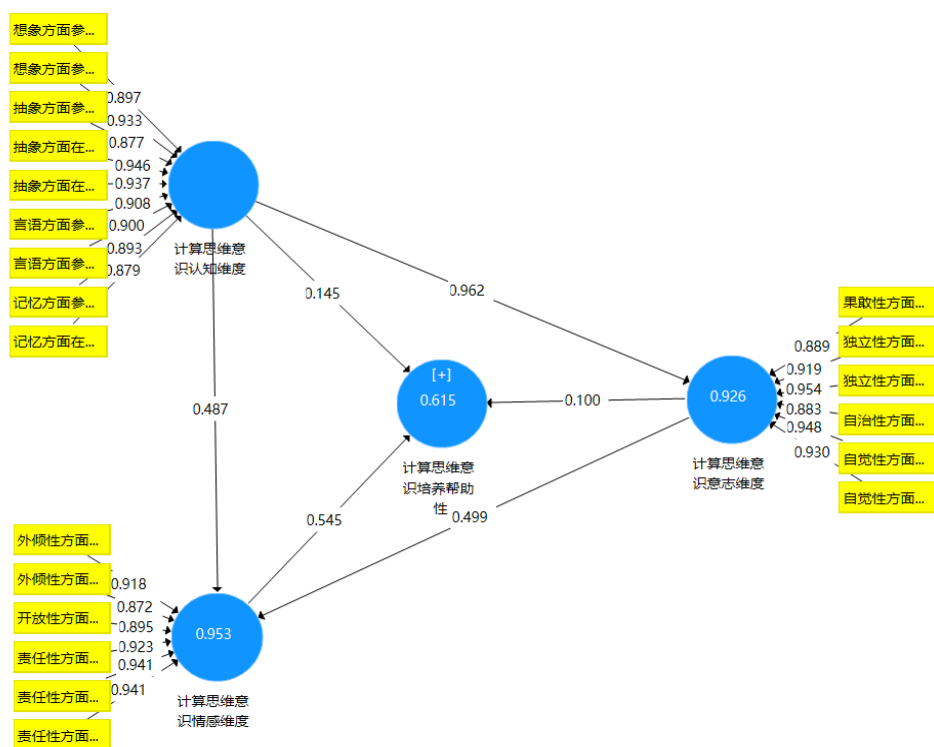 想象方面参...
想象方面参...
抽象方面参...
抽象方面在...
抽象方面在...
言语方面参...
言语方面参...
记忆方面参...
记忆方面在...
0.897
0.933
0.877
0.946
0.937
0.908
0.900
0.893
0.879
计算思维意
识认知维度
0.145
0.962
0.487
[+]
0.615
计算思维意
识培养帮助
性
0.100
0.926
计算思维意
识意志维度
0.889
0.919
0.954
0.883
0.948
0.930
果敢性方面...
独立性方面...
独立性方面...
自治性方面...
自觉性方面...
自觉性方面...
0.545
0.499
外倾性方面...
外倾性方面...
开放性方面...
责任性方面...
责任性方面...
责任性方面...
0.918
0.872
0.895
0.923
0.941
0.941
0.953
计算思维意
识情感维度